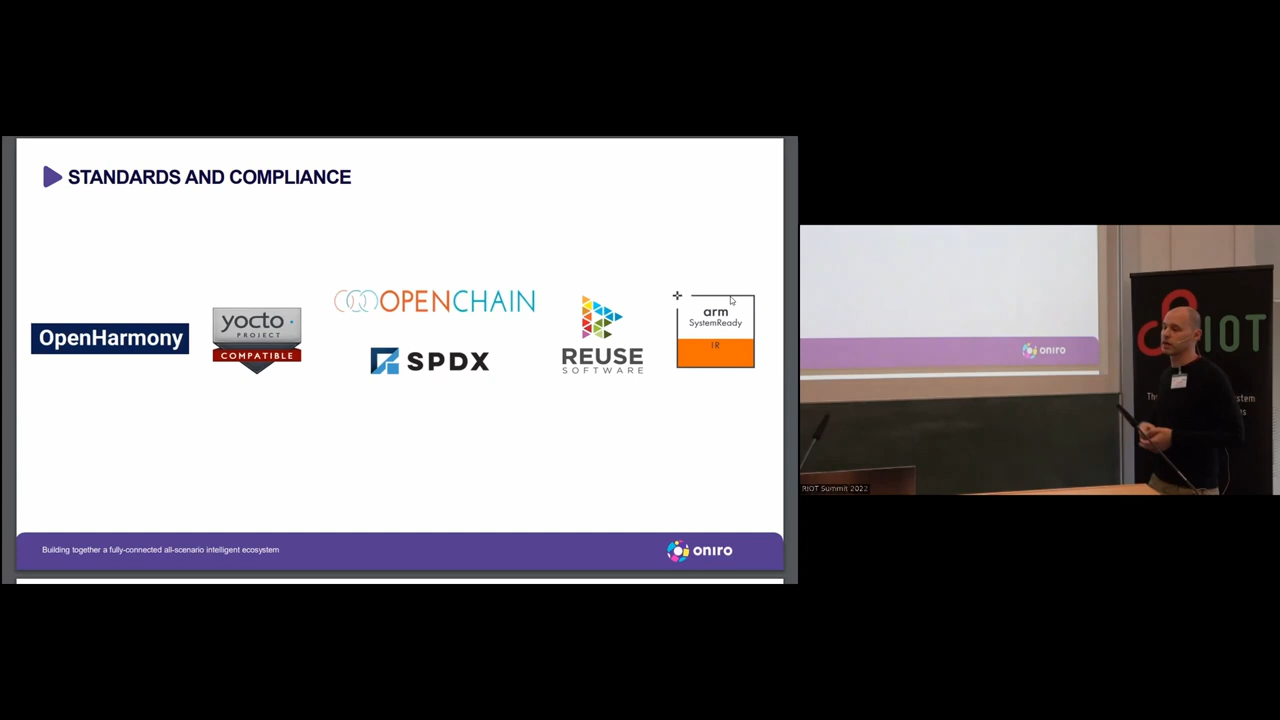 STANDARDS AND COMPLIANCE
OpenHarmony
yocto
PROJECT
COMPATIBLE
OPENCHAIN
SPDX
REUSE
SOFTWARE
arm
SystemReady
IR
Building together a fully-connected all-scenario intelligent ecosystem
oniro
oniro
RIOT
RIOT Summit 2022